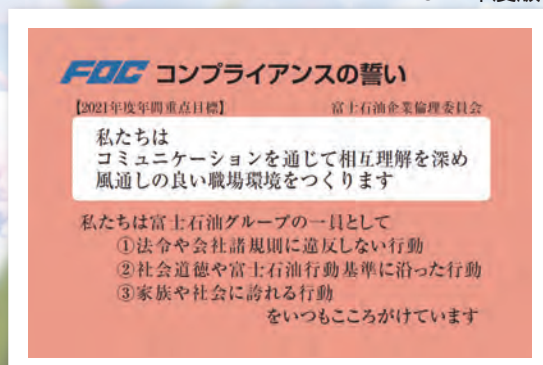 FOC コンプライアンスの誓い
【2021年度年間重点目標】 富士石油企業倫理委員会
私たちは
コミュニケーションを通じて相互理解を深め
風通しの良い職場環境をつくります
私たちは富士石油グループの一員として
①法令や会社諸規則に違反しない行動
②社会道徳や富士石油行動基準に沿った行動
③家族や社会に誇れる行動
をいつもこころがけています